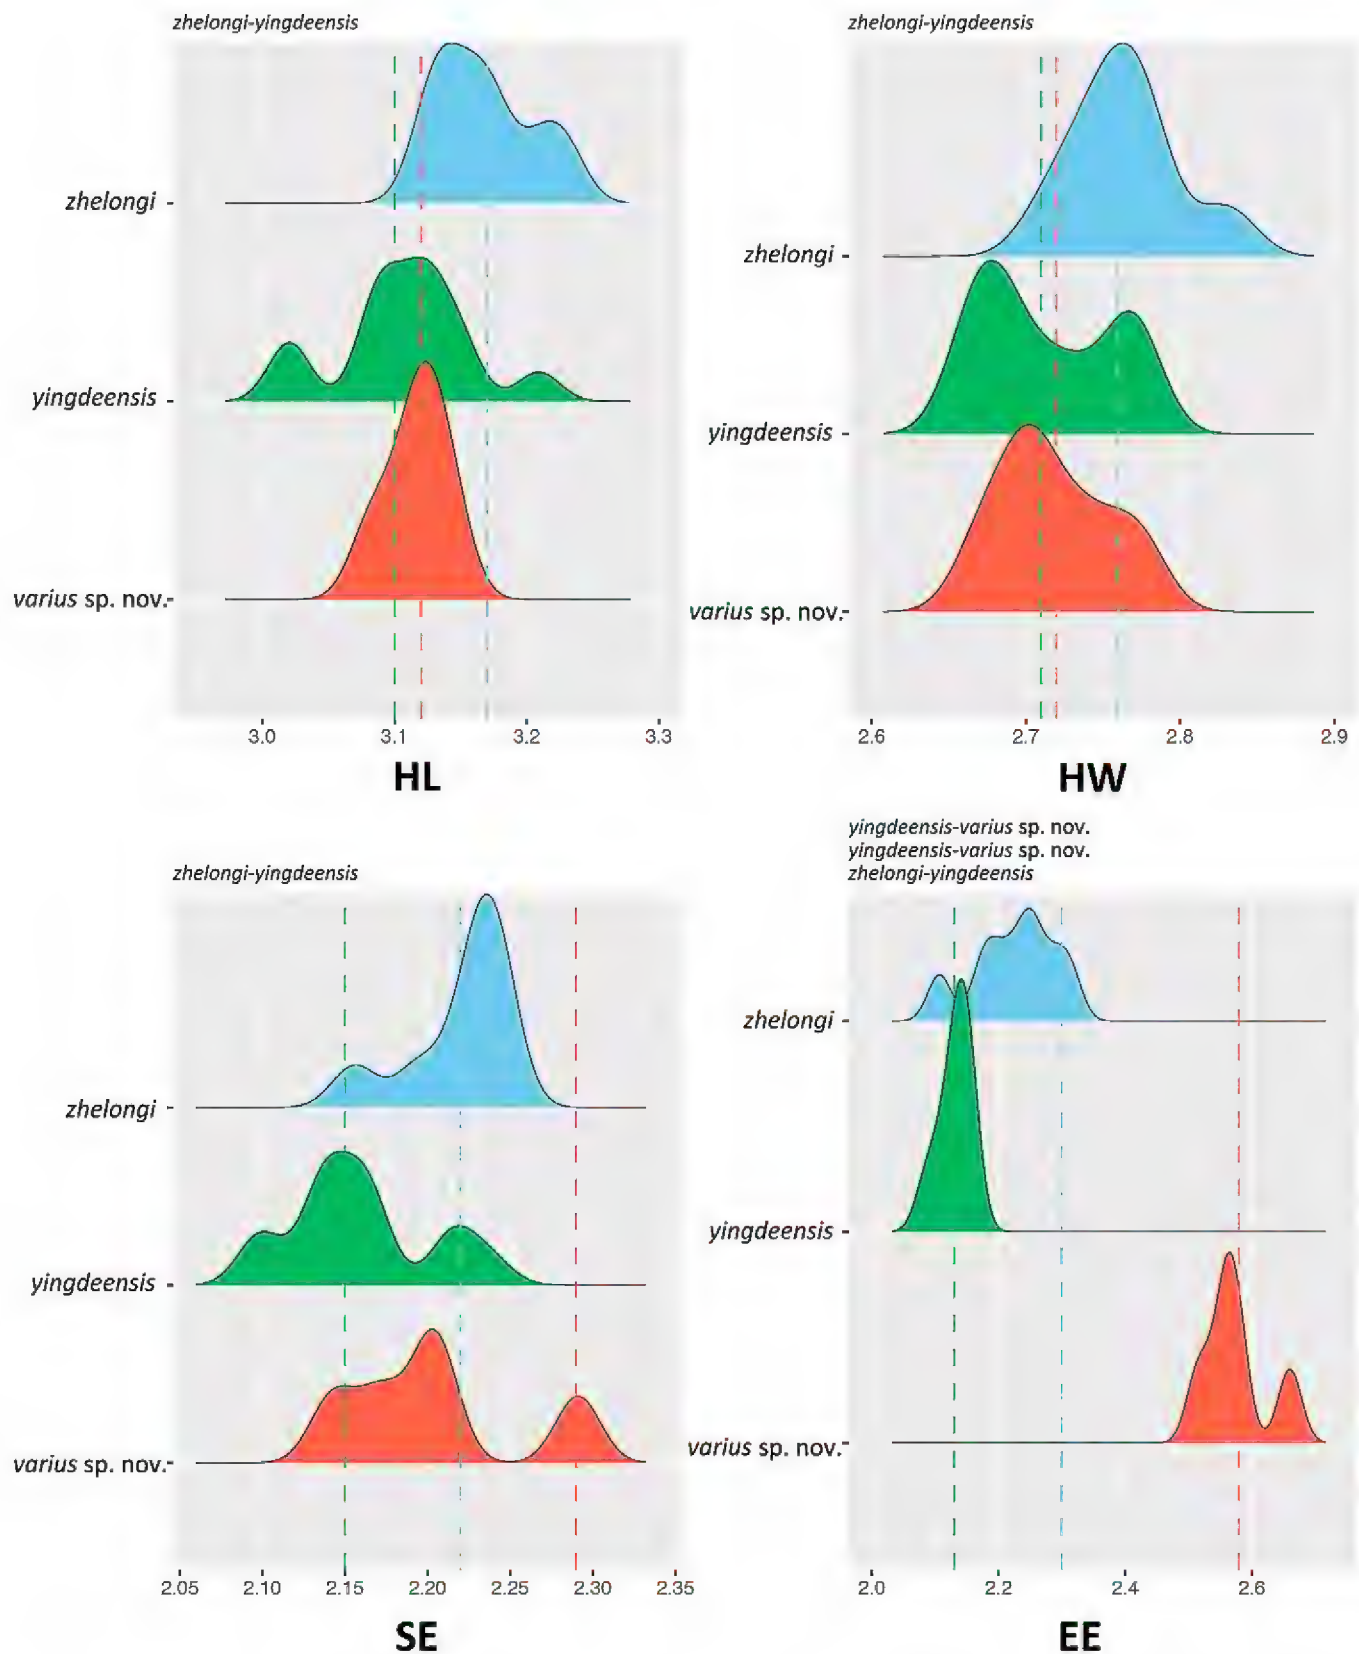 zhelongi-yingdeensis
zhelongi
yingdeensis
varius sp. nov.
3.0 3.1 3.2 3.3
HL
zhelongi-yingdeensis
zhelongi
yingdeensis
varius sp. nov.
2.6 2.7 2.8 2.9
HW
zhelongi-yingdeensis
zhelongi
yingdeensis
varius sp. nov.
2.05 2.10 2.15 2.20 2.25 2.30 2.35
SE
yingdeensis-varius sp. nov.
yingdeensis-varius sp. nov.
zhelongi-yingdeensis
zhelongi
yingdeensis
varius sp. nov.
2.0 2.2 2.4 2.6
EE